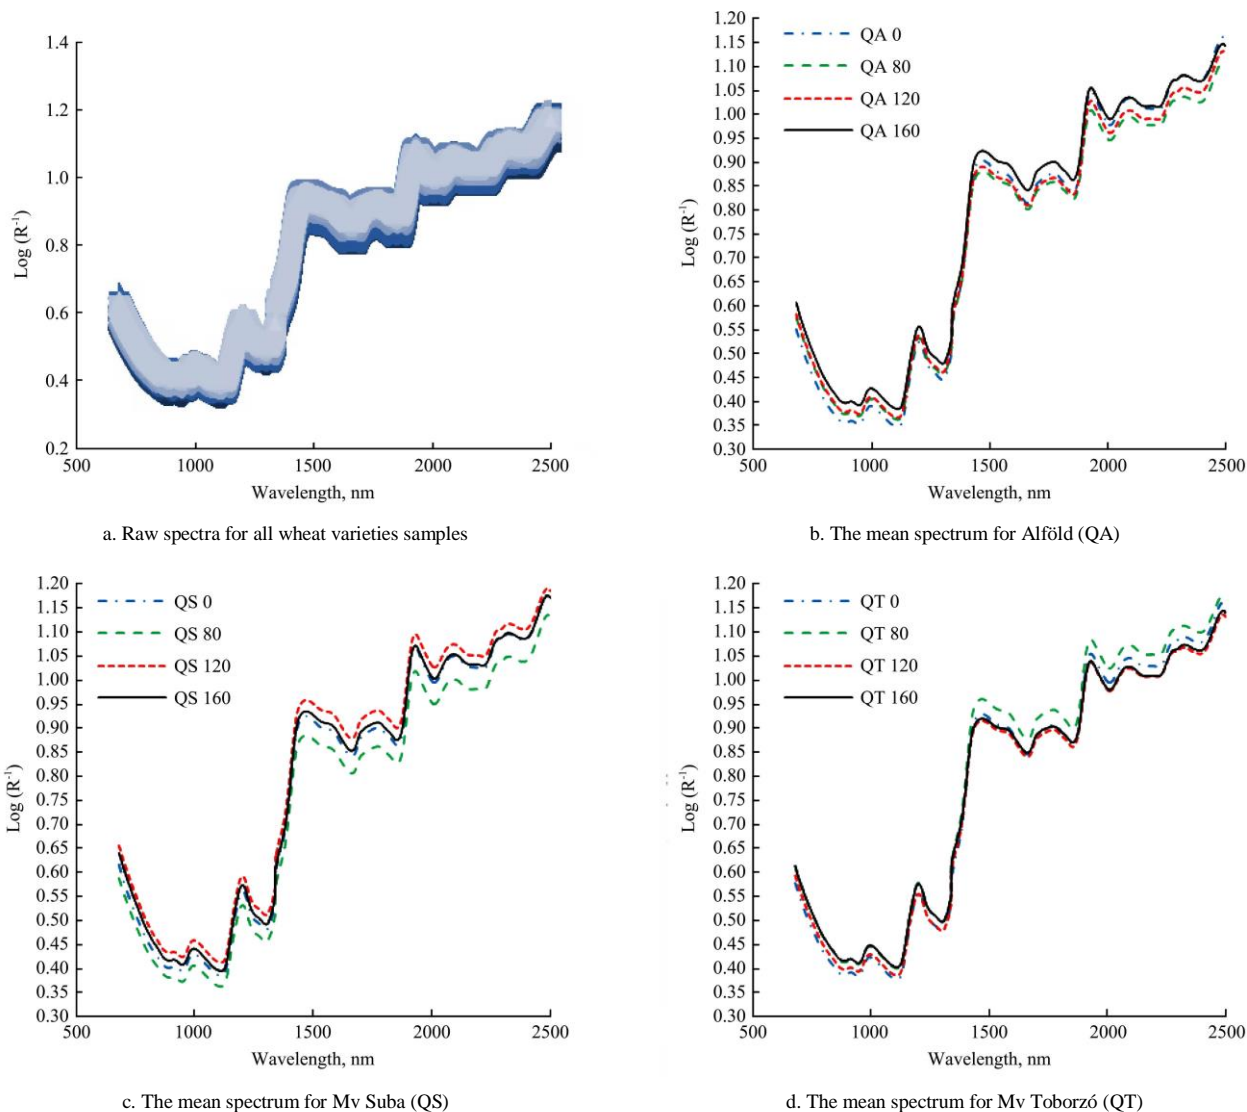 1.4
1.2
1.0
0.8
0.6
0.4
0.2
Log (R-1)
500 1000 1500 2000 2500
Wavelength, nm
a. Raw spectra for all wheat varieties samples
1.20
1.15
1.10
1.05
1.00
0.95
0.90
0.85
0.80
0.75
0.70
0.65
0.60
0.55
0.50
0.45
0.40
0.35
0.30
Log (R-1)
QA 0
QA 80
QA 120
QA 160
500 1000 1500 2000 2500
Wavelength, nm
b. The mean spectrum for Alföld (QA)
1.20
1.15
1.10
1.05
1.00
0.95
0.90
0.85
0.80
0.75
0.70
0.65
0.60
0.55
0.50
0.45
0.40
0.35
0.30
Log (R-1)
QS 0
QS 80
QS 120
QS 160
500 1000 1500 2000 2500
Wavelength, nm
c. The mean spectrum for Mv Suba (QS)
1.20
1.15
1.10
1.05
1.00
0.95
0.90
0.85
0.80
0.75
0.70
0.65
0.60
0.55
0.50
0.45
0.40
0.35
0.30
Log (R-1)
QT 0
QT 80
QT 120
QT 160
500 1000 1500 2000 2500
Wavelength, nm
d. The mean spectrum for Mv Toborzó (QT)